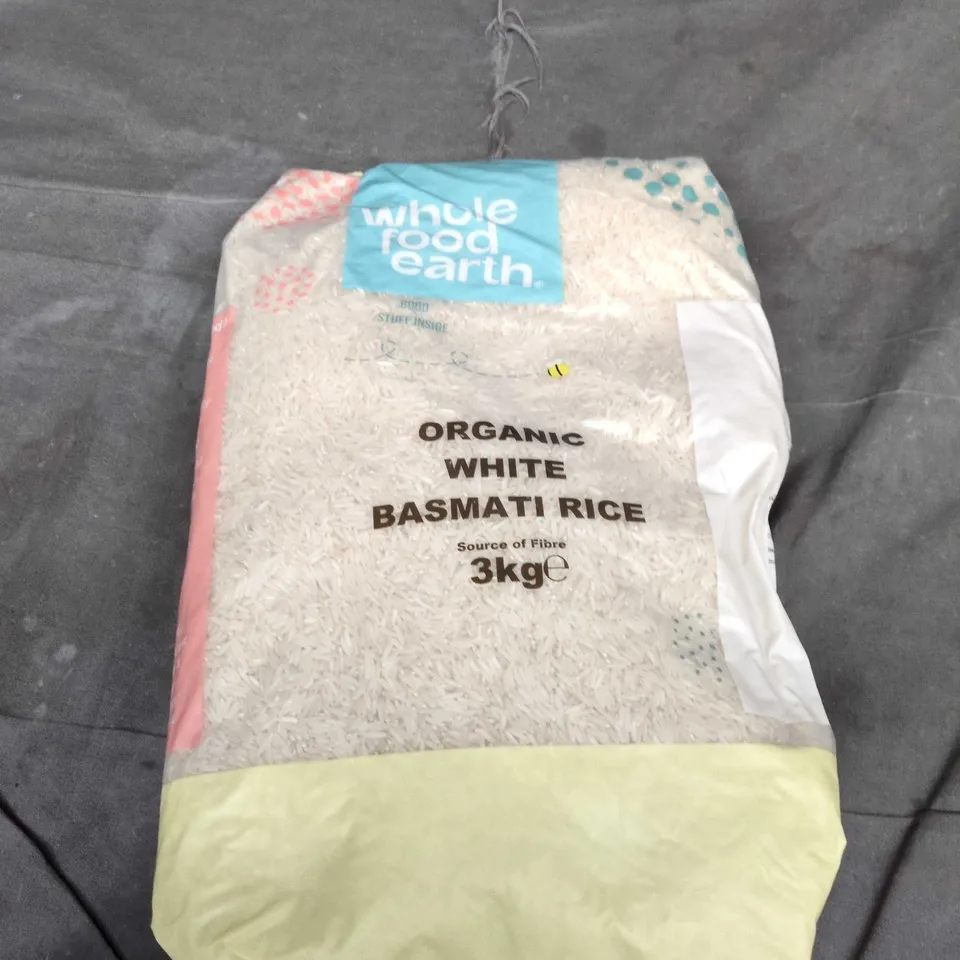 whole
food
earth®
GOOD
STUFF INSIDE
ORGANIC
WHITE
BASMATI RICE
Source of Fibre
3kg℮